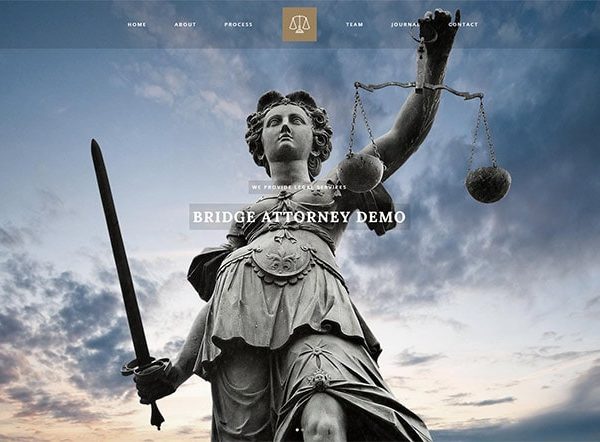 HOME ABOUT PROCESS TEAM JOURNAL CONTACT
WE PROVIDE LEGAL SERVICES
BRIDGE ATTORNEY DEMO